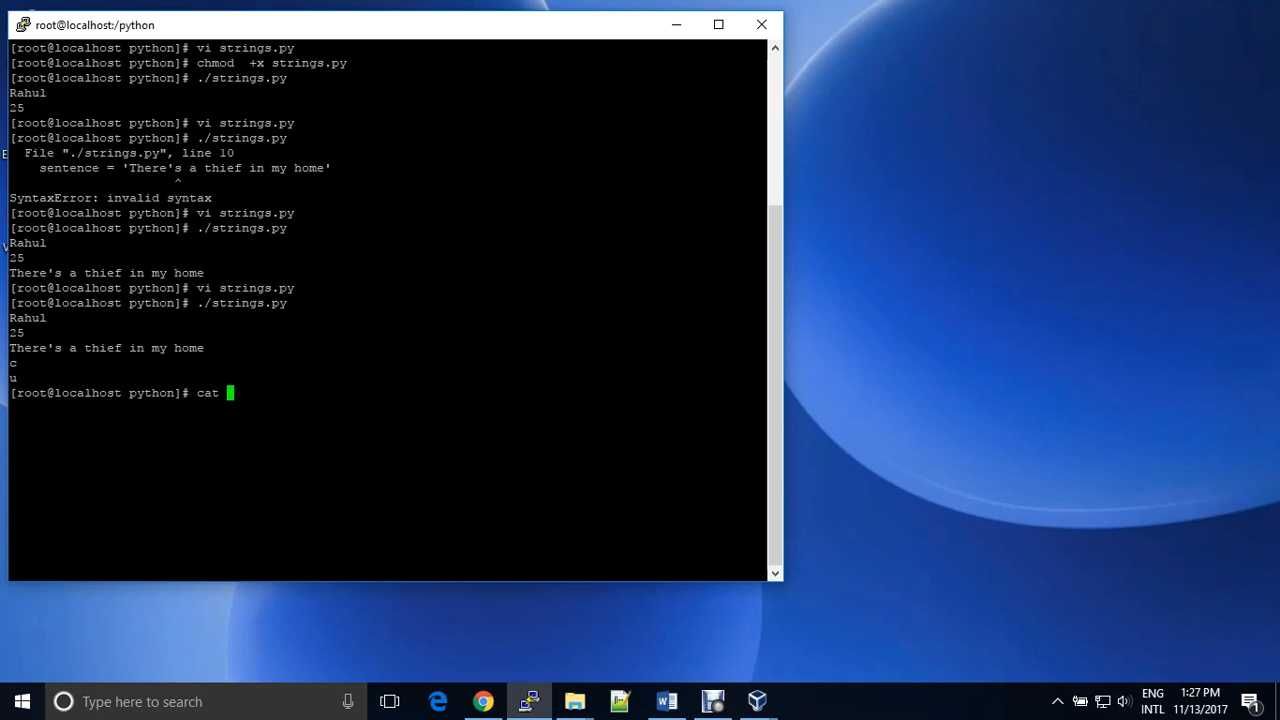 root@localhost:/python
[root@localhost python]# vi strings.py
[root@localhost python]# chmod  +x strings.py
[root@localhost python]# ./strings.py
Rahul
25
[root@localhost python]# vi strings.py
[root@localhost python]# ./strings.py
  File "./strings.py", line 10
    sentence = 'There's a thief in my home'
                      ^
SyntaxError: invalid syntax
[root@localhost python]# vi strings.py
[root@localhost python]# ./strings.py
Rahul
25
There's a thief in my home
[root@localhost python]# vi strings.py
[root@localhost python]# ./strings.py
Rahul
25
There's a thief in my home
c
u
[root@localhost python]# cat
Type here to search
ENG
INTL
1:27 PM
11/13/2017
1